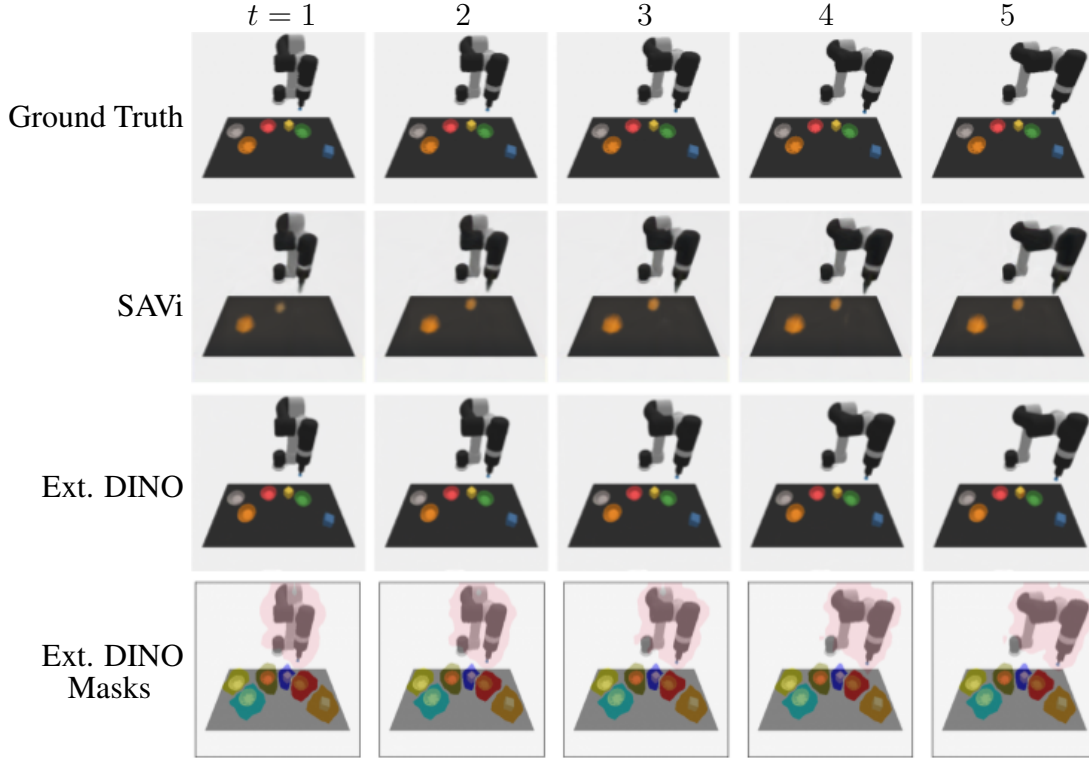 t = 1 2 3 4 5
Ground Truth
SAVi
Ext. DINO
Ext. DINO
Masks